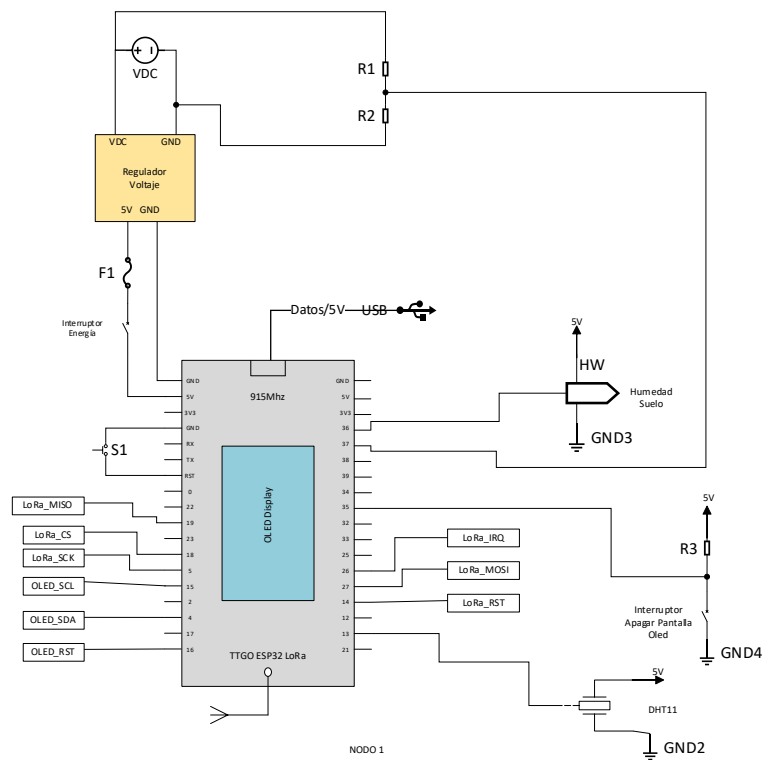 + -
VDC
R1
R2
VDC GND
Regulador
Voltaje
5V GND
F1
Interruptor
Energía
Datos/5V USB
5V
HW
Humedad
Suelo
GND3
915Mhz
GND
5V
3V3
GND
RX
TX
RST
0
22
19
23
18
5
15
2
4
17
16
GND
5V
3V3
36
37
38
39
34
35
32
33
25
26
27
14
12
13
21
S1
OLED Display
TTGO ESP32 LoRa
LoRa_MISO
LoRa_CS
LoRa_SCK
OLED_SCL
OLED_SDA
OLED_RST
LoRa_IRQ
LoRa_MOSI
LoRa_RST
5V
R3
Interruptor
Apagar Pantalla
Oled
GND4
5V
DHT11
GND2
NODO 1